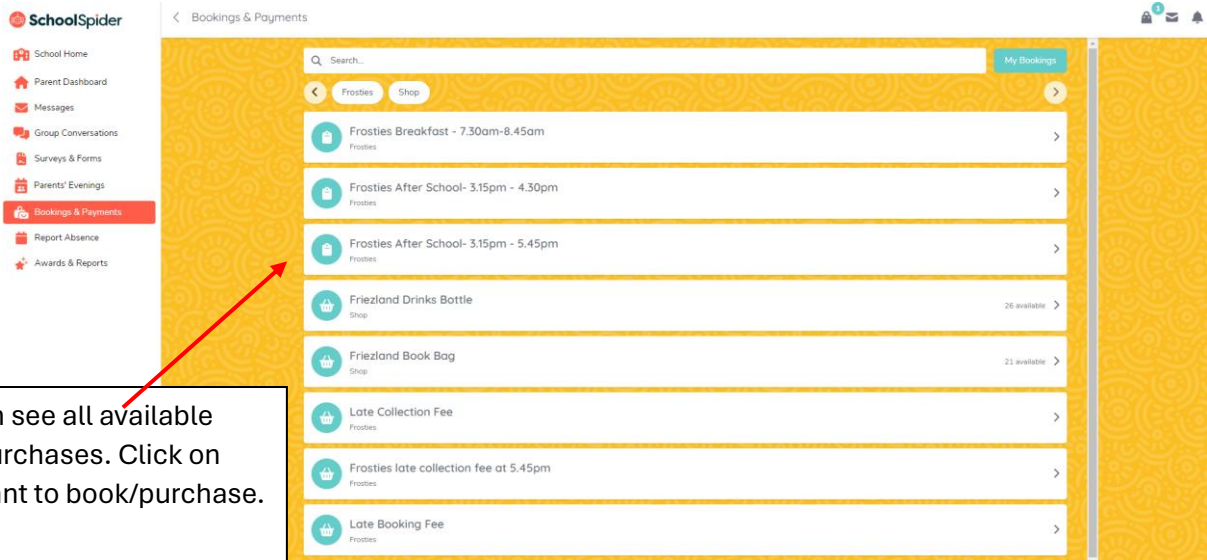 SchoolSpider
School Home
Parent Dashboard
Messages
Group Conversations
Surveys & Forms
Parents' Evenings
Bookings & Payments
Report Absence
Awards & Reports
Bookings & Payments
1
Search...
My Bookings
Frosties Shop
Frosties Breakfast - 7.30am-8.45am
Frosties
Frosties After School- 3.15pm - 4.30pm
Frosties
Frosties After School- 3.15pm - 5.45pm
Frosties
Friezland Drinks Bottle
Shop
26 available
Friezland Book Bag
Shop
21 available
Late Collection Fee
Frosties
Frosties late collection fee at 5.45pm
Frosties
Late Booking Fee
Frosties
see all available
Click on
to book/purchase.